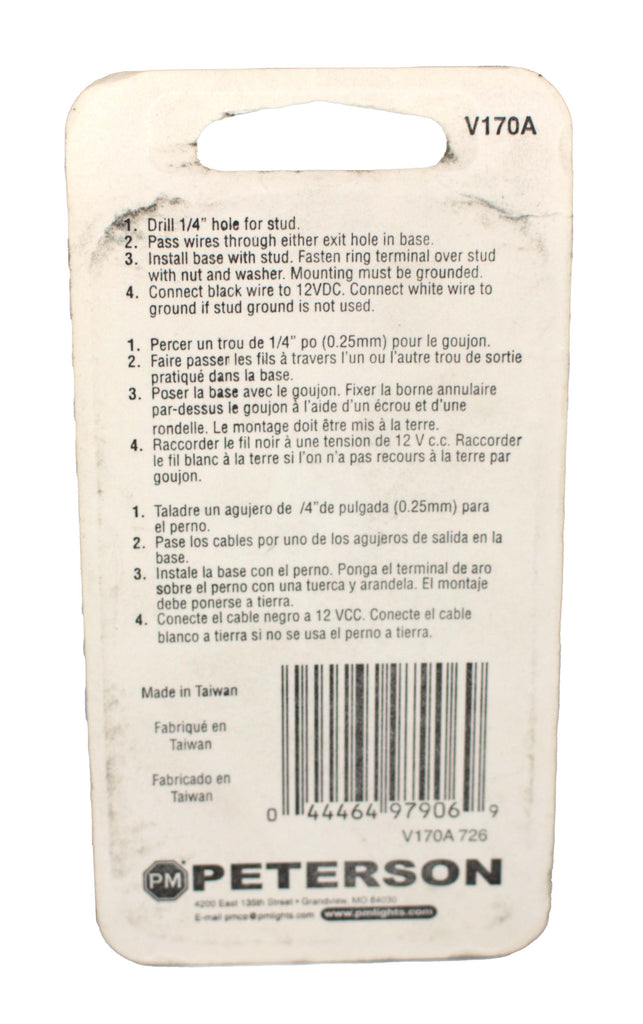 V170A
1. Drill 1/4" hole for stud.
2. Pass wires through either exit hole in base.
3. Install base with stud. Fasten ring terminal over stud
with nut and washer. Mounting must be grounded.
4. Connect black wire to 12VDC. Connect white wire to
ground if stud ground is not used.
1. Percer un trou de 1/4" po (0.25mm) pour le goujon.
2. Faire passer les fils à travers l'un ou l'autre trou de sortie
pratiqué dans la base.
3. Poser la base avec le goujon. Fixer la borne annulaire
par-dessus le goujon à l'aide d'un écrou et d'une
rondelle. Le montage doit être mis à la terre.
4. Raccorder le fil noir à une tension de 12 V c.c. Raccorder
le fil blanc à la terre si l'on n'a pas recours à la terre par
goujon.
1. Taladre un agujero de /4"de pulgada (0.25mm) para
el perno.
2. Pase los cables por uno de los agujeros de salida en la
base.
3. Instale la base con el perno. Ponga el terminal de aro
sobre el perno con una tuerca y arandela. El montaje
debe ponerse a tierra.
4. Conecte el cable negro a 12 VCC. Conecte el cable
blanco a tierra si no se usa el perno a tierra.
Made in Taiwan
Fabriqué en
Taiwan
Fabricado en
Taiwan
0 44464 97906 9
V170A 726
PM PETERSON
4200 East 135th Street • Grandview, MO 64030
E-mail pmco@pmlights.com www.pmlights.com